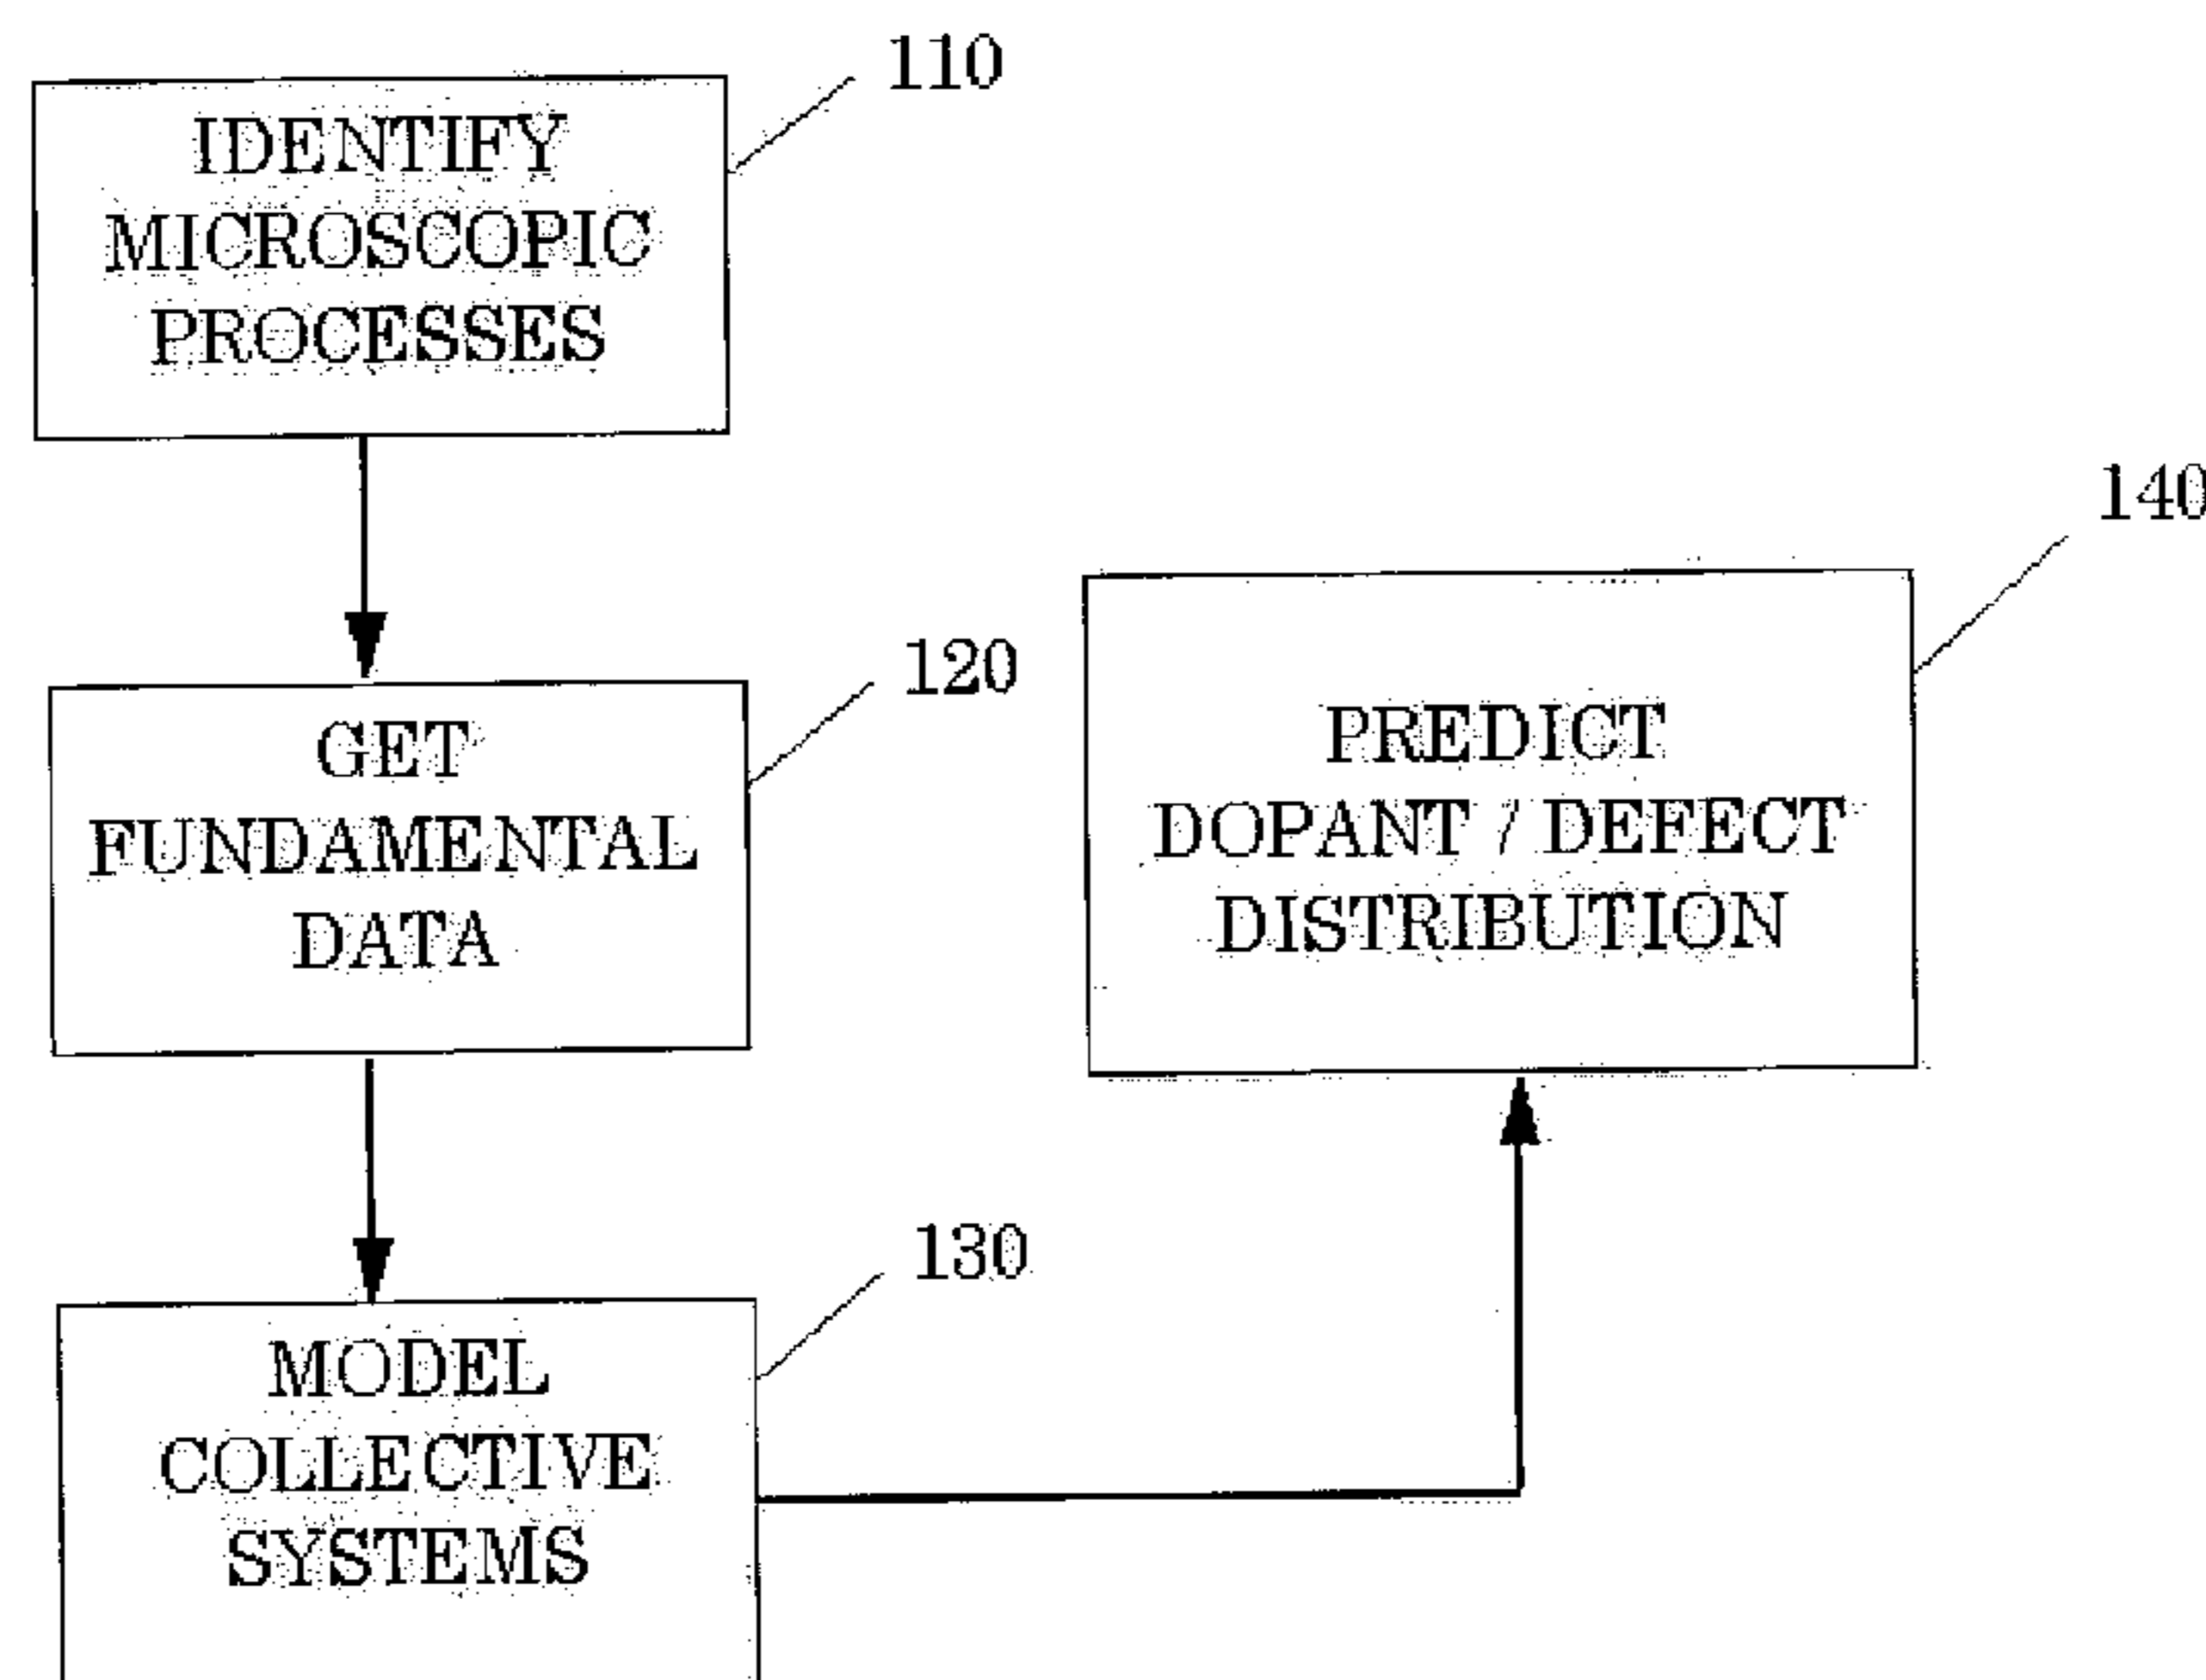 110
IDENTIFY
MICROSCOPIC
PROCESSES
120
GET
FUNDAMENTAL
DATA
130
MODEL
COLLECTIVE
SYSTEMS
140
PREDICT
DOPANT / DEFECT
DISTRIBUTION